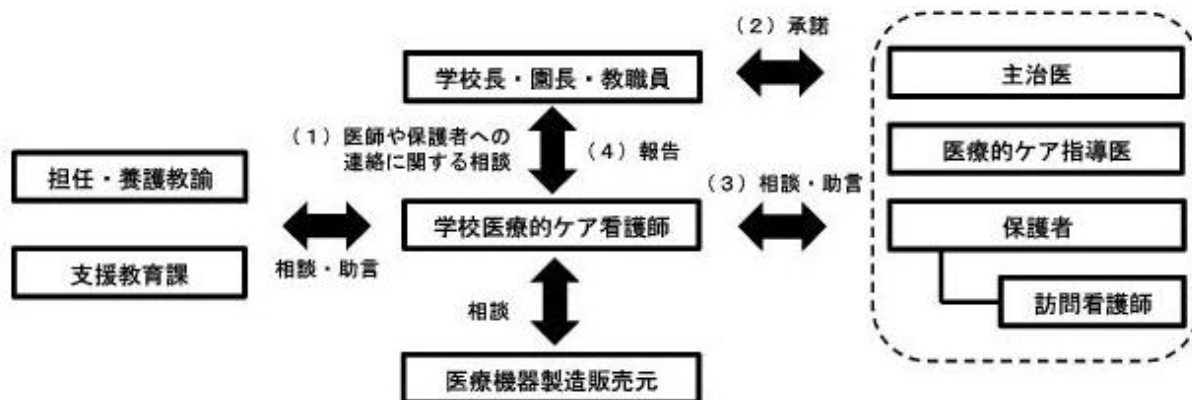 (2)承諾
学校長・園長・教職員
主治医
(1)医師や保護者への
連絡に関する相談
(4)報告
医療的ケア指導医
担任・養護教諭
(3)相談・助言
学校医療的ケア看護師
保護者
支援教育課
相談・助言
訪問看護師
相談
医療機器製造販売元